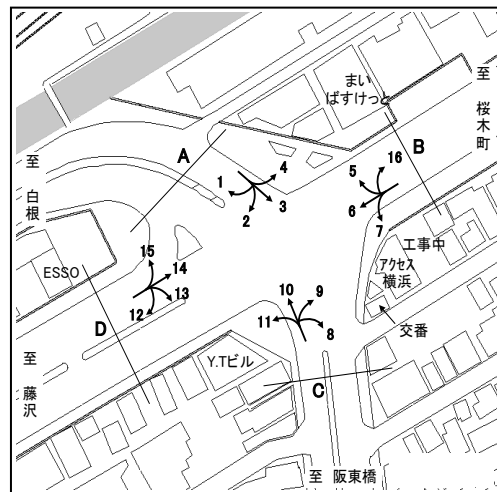 まい
ばすけっと
至 桜木町
至 白根
A
B
4
1
3
2
5
16
6
7
工事中
アクセス
横浜
交番
ESSO
15
14
13
12
D
10
9
11
8
Y.Tビル
C
至 藤沢
至 阪東橋